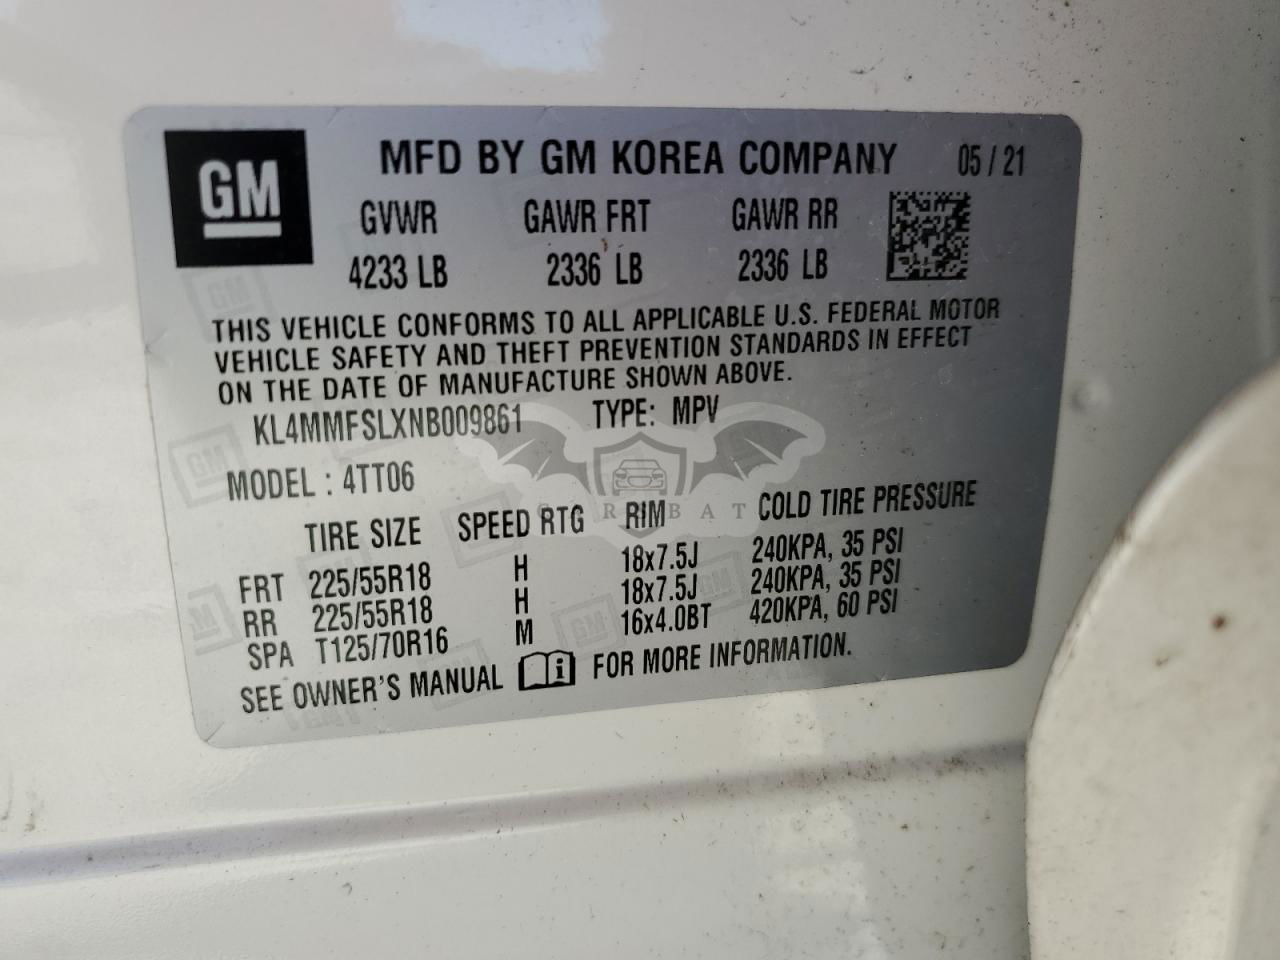 GM
MFD BY GM KOREA COMPANY 05 / 21
GVWR GAWR FRT GAWR RR
4233 LB 2336 LB 2336 LB
THIS VEHICLE CONFORMS TO ALL APPLICABLE U.S. FEDERAL MOTOR
VEHICLE SAFETY AND THEFT PREVENTION STANDARDS IN EFFECT
ON THE DATE OF MANUFACTURE SHOWN ABOVE.
KL4MMFSLXNB009861 TYPE: MPV
MODEL : 4TT06
TIRE SIZE SPEED RTG RIM COLD TIRE PRESSURE
FRT 225/55R18 H 18x7.5J 240KPA, 35 PSI
RR 225/55R18 H 18x7.5J 240KPA, 35 PSI
SPA T125/70R16 M 16x4.0BT 420KPA, 60 PSI
SEE OWNER'S MANUAL FOR MORE INFORMATION.